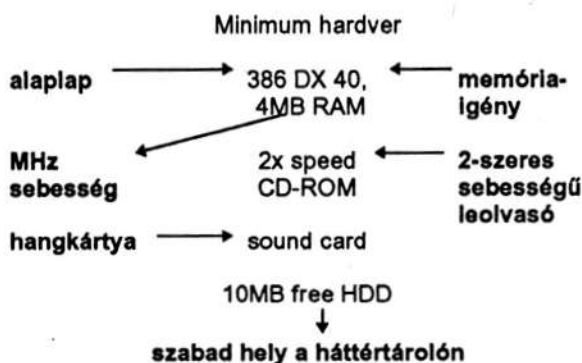 Minimum hardver
alaplap 386 DX 40, memória-
4MB RAM igény
MHz 2x speed 2-szeres
sebesség CD-ROM sebességű
leolvasó
hangkártya sound card
10MB free HDD
szabad hely a háttértárolón